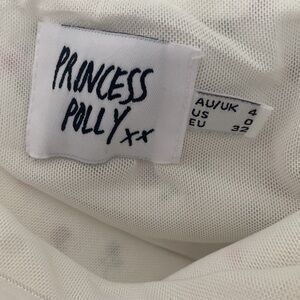 PRINCESS
POLLY xx
AU/UK 4
US 0
EU 32